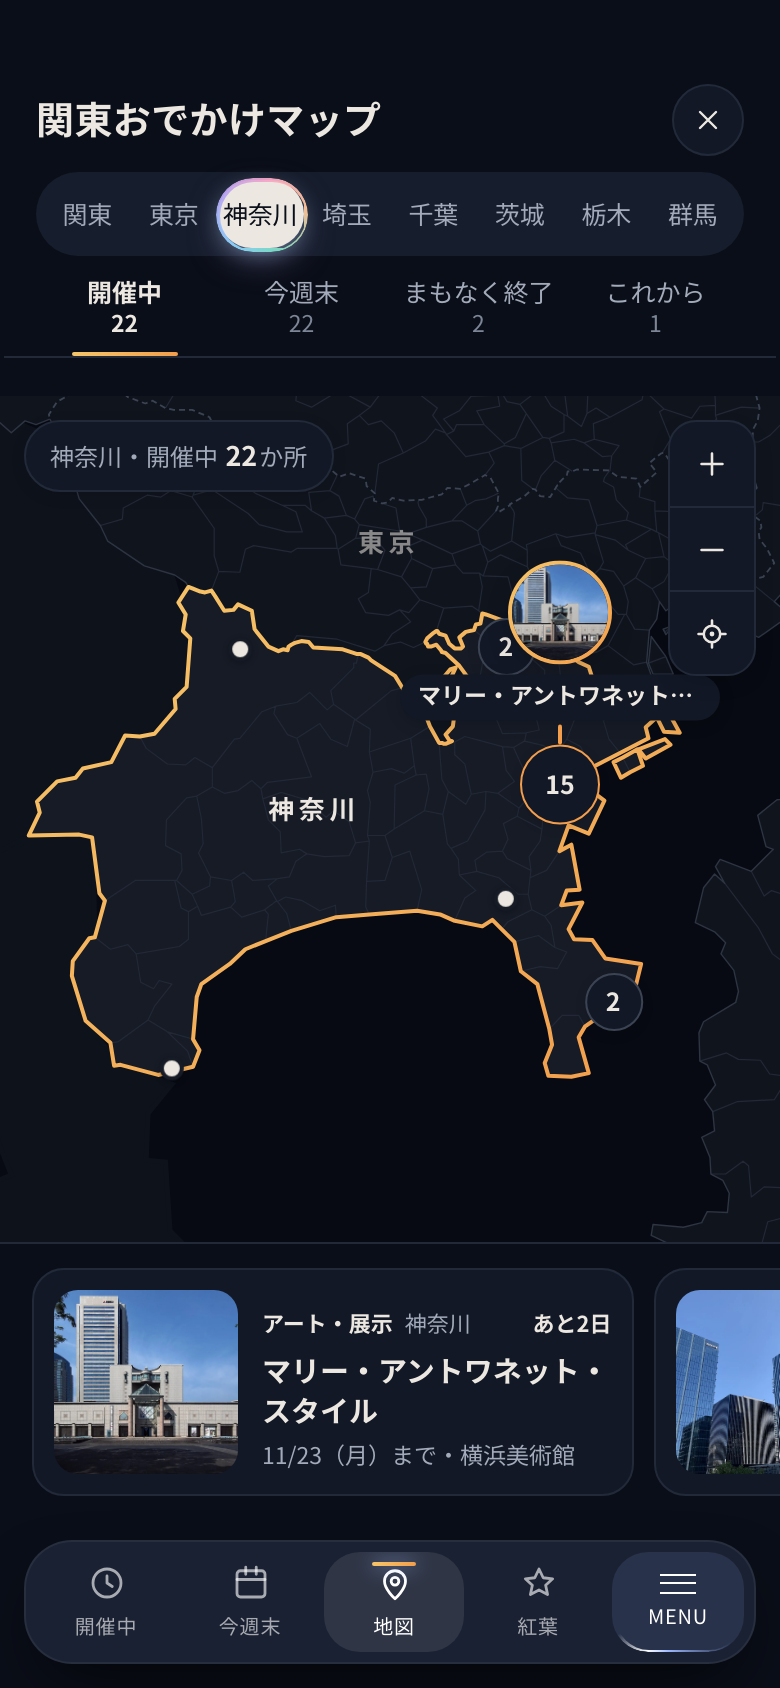 関東おでかけマップ
関東 東京 神奈川 埼玉 千葉 茨城 栃木 群馬
開催中 今週末 まもなく終了 これから
22 22 2 1
神奈川・開催中 22か所
東京
2
マリー・アントワネット…
15
神奈川
2
アート・展示 神奈川 あと2日
マリー・アントワネット・
スタイル
11/23（月）まで・横浜美術館
開催中 今週末 地図 紅葉 MENU